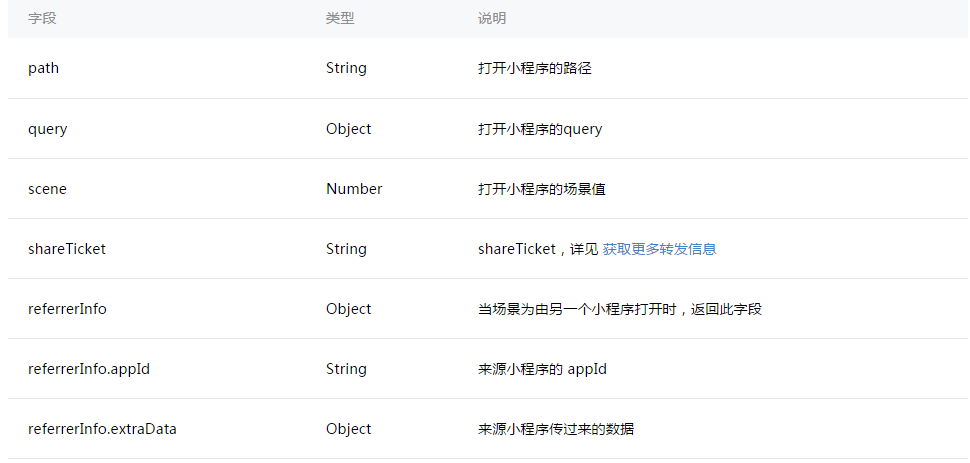 字段 类型 说明
path String 打开小程序的路径
query Object 打开小程序的query
scene Number 打开小程序的场景值
shareTicket String shareTicket，详见 获取更多转发信息
referrerInfo Object 当场景为由另一个小程序打开时，返回此字段
referrerInfo.appId String 来源小程序的 appId
referrerInfo.extraData Object 来源小程序传过来的数据